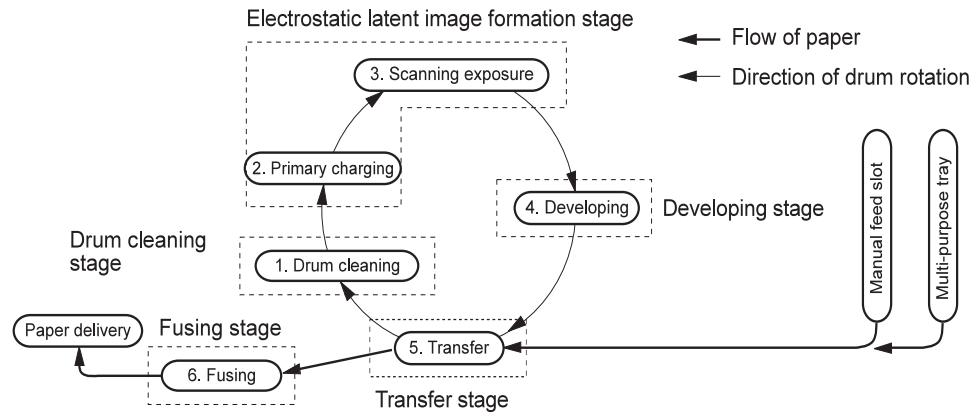 Electrostatic latent image formation stage
Flow of paper
3. Scanning exposure
Direction of drum rotation
2. Primary charging
4. Developing
Developing stage
Manual feed slot
Multi-purpose tray
Drum cleaning
stage
1. Drum cleaning
Paper delivery
Fusing stage
5. Transfer
6. Fusing
Transfer stage